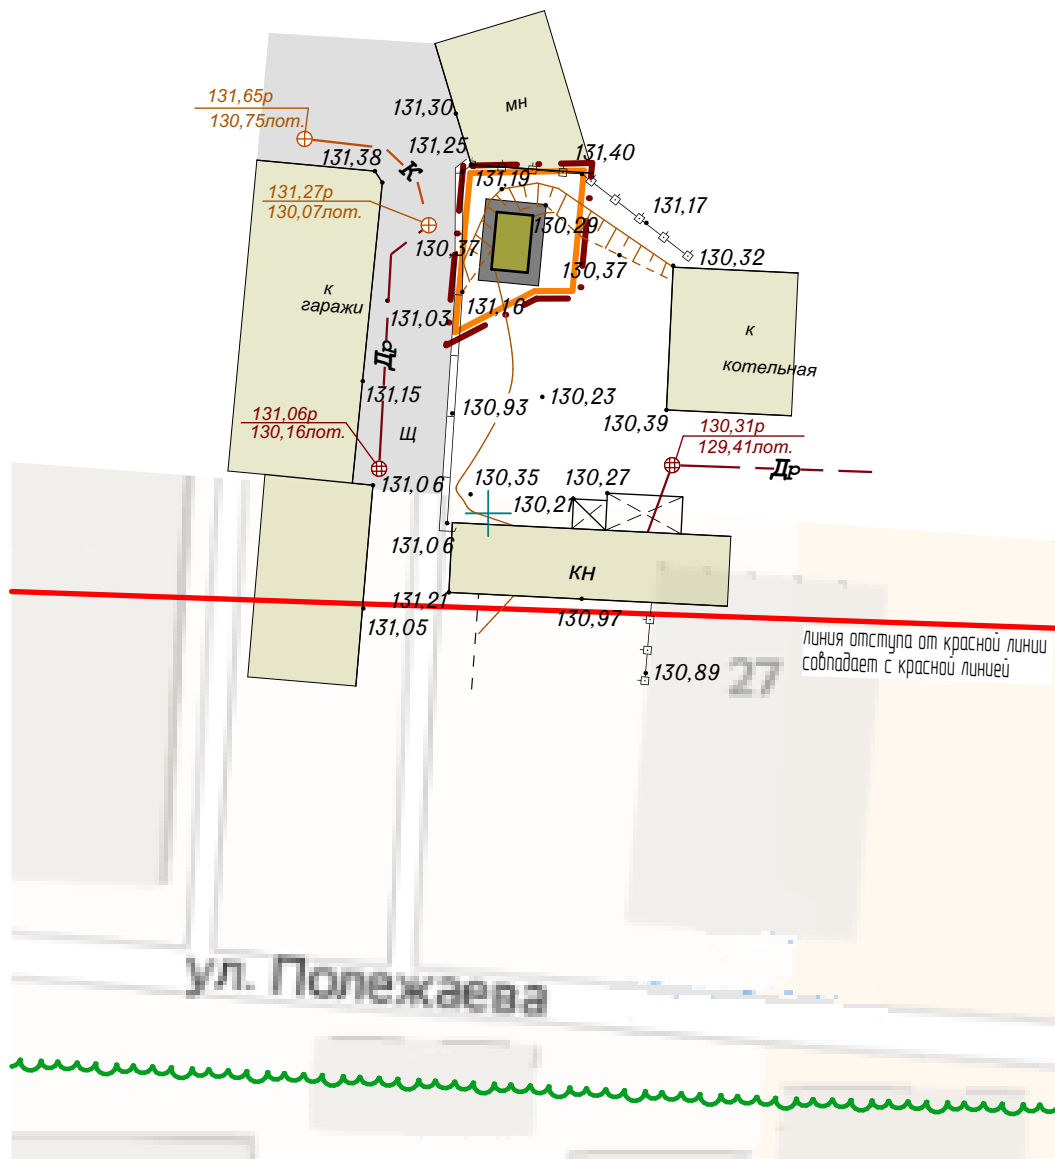 131,65р
130,75лот.
131,30
мн
131,25
131,38
К
131,40
131,19
131,27р
130,07лот.
131,17
130,29
130,37
130,37
130,32
к
гаражи
131,16
131,03
к
котельная
Др
131,15
130,93
130,23
130,39
131,06р
130,16лот.
Щ
130,31р
129,41лот.
Др
130,35
130,27
131,06
130,21
131,06
КН
131,21
131,05
130,97
линия отступа от красной линии
совпадает с красной линией
130,89
27
ул. Полежаева